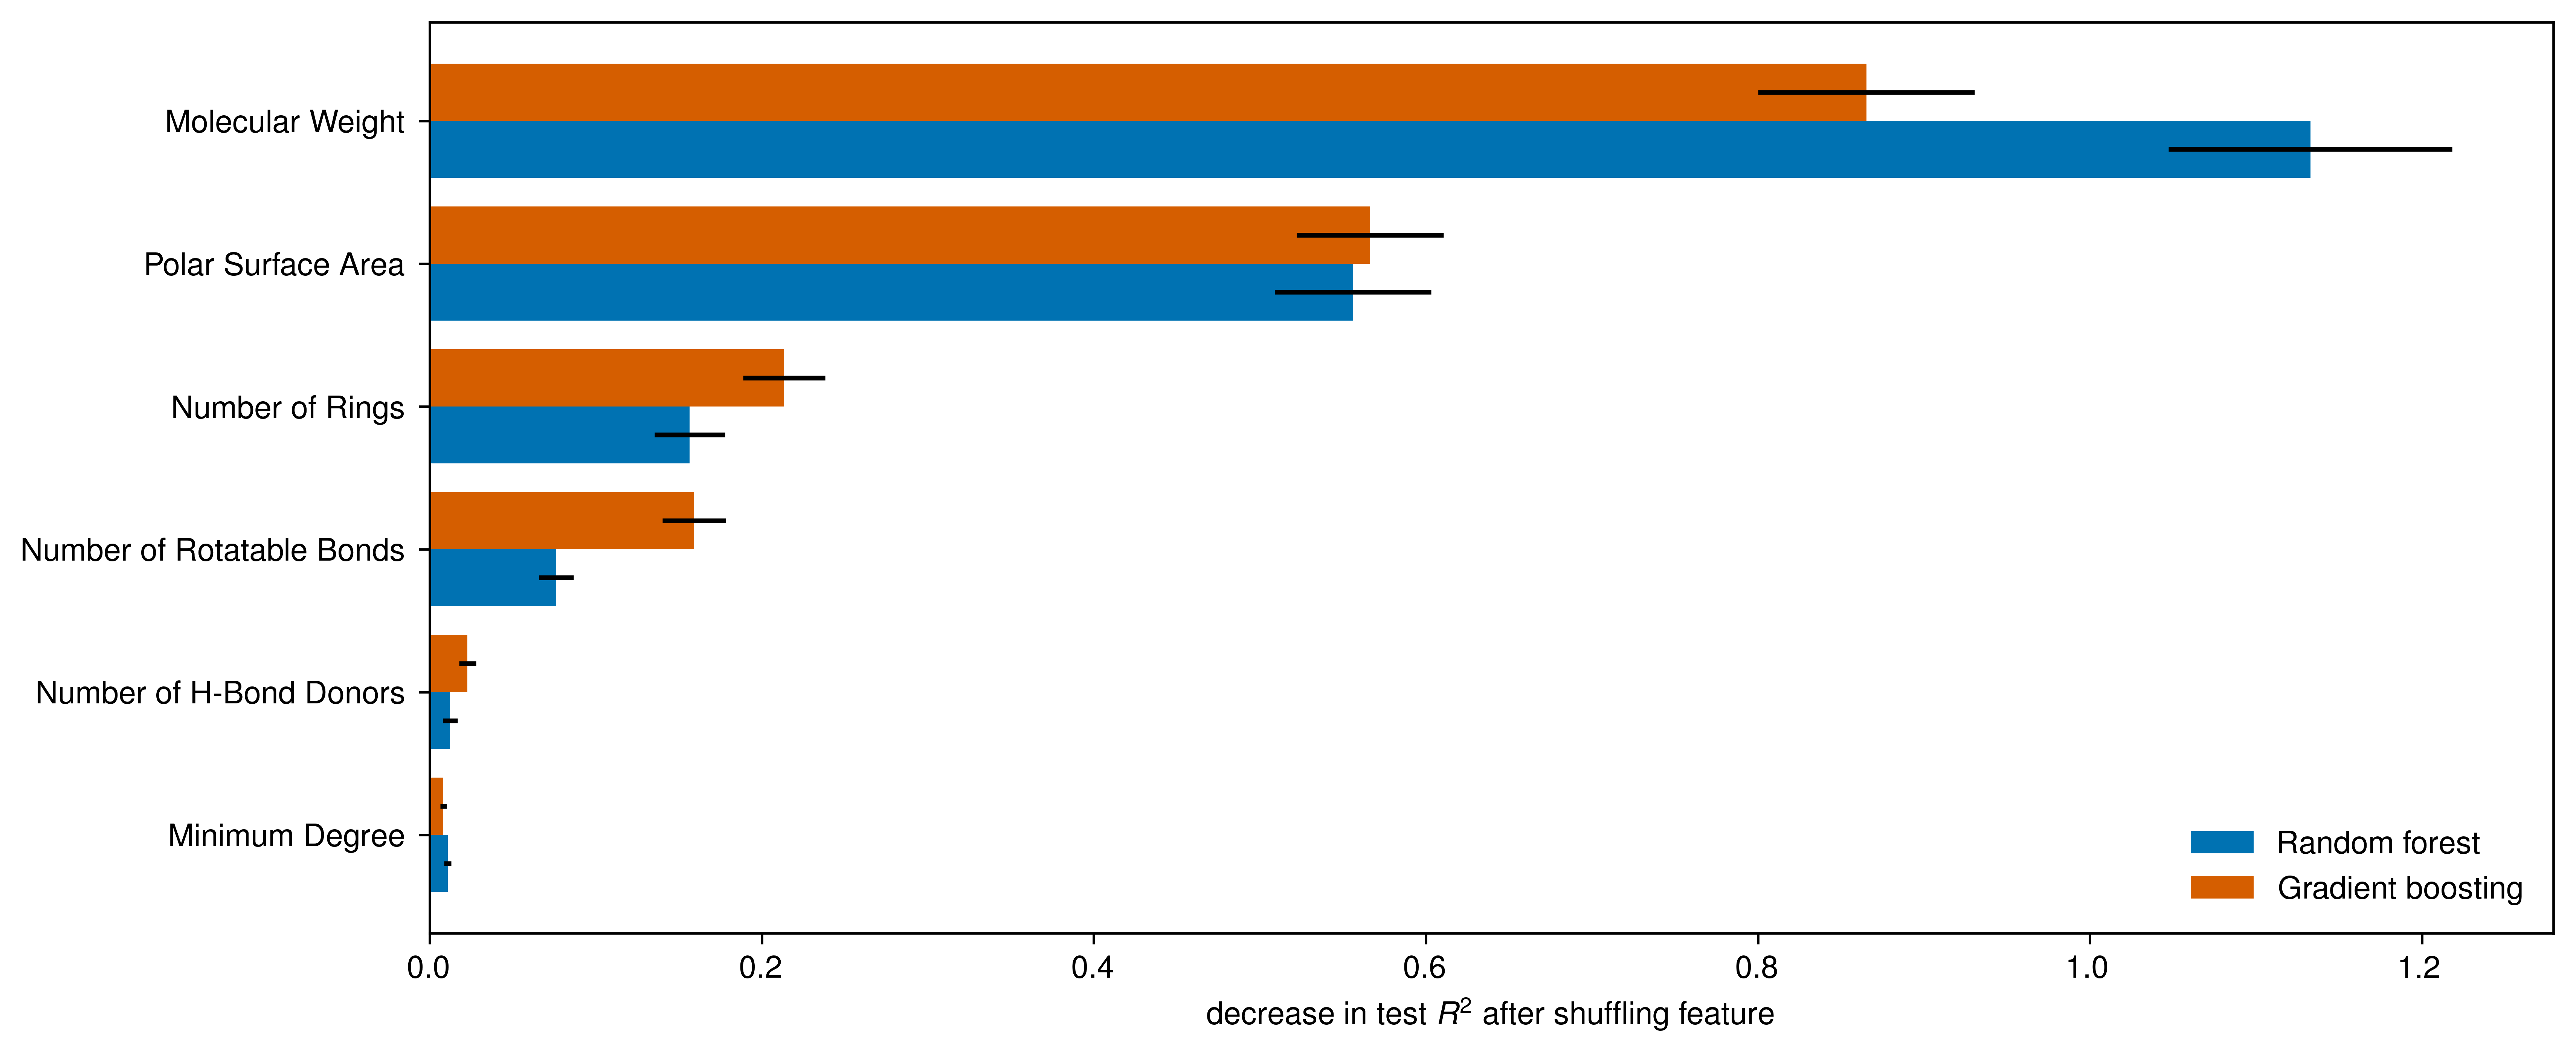 Molecular Weight
Polar Surface Area
Number of Rings
Number of Rotatable Bonds
Number of H-Bond Donors
Minimum Degree
Random forest
Gradient boosting
0.0 0.2 0.4 0.6 0.8 1.0 1.2
decrease in test R² after shuffling feature